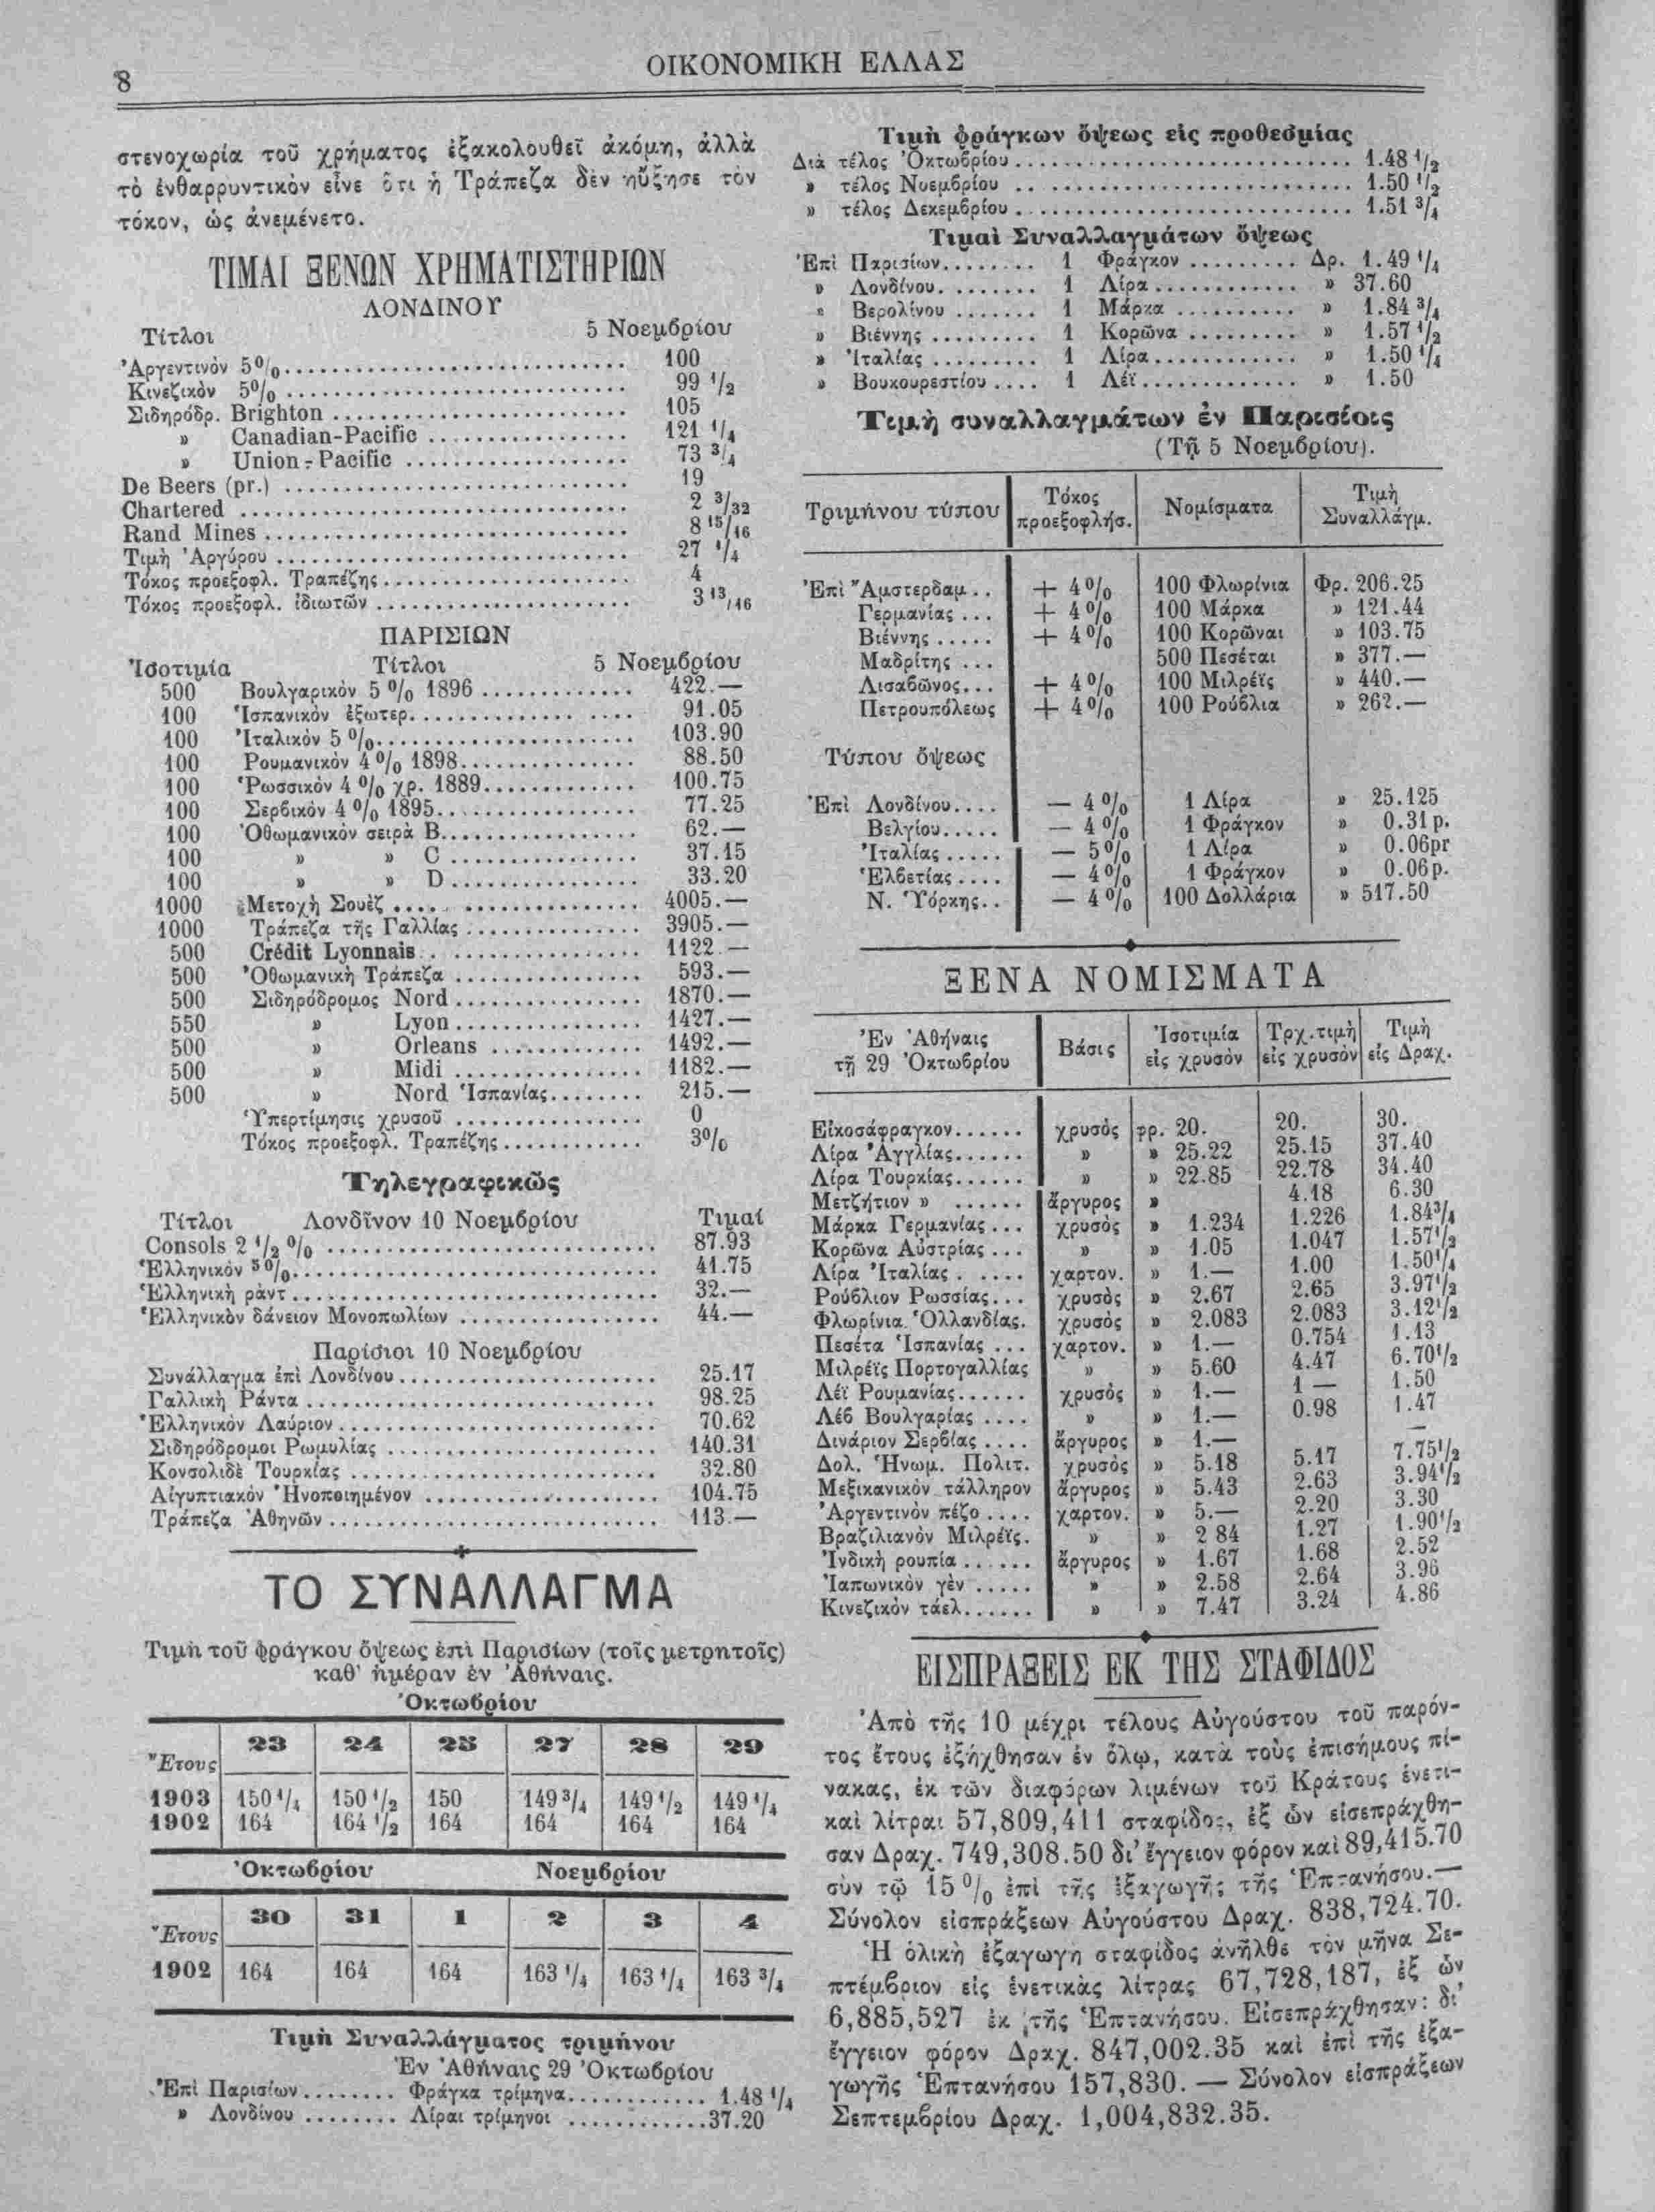 8
ΟΙΚΟΝΟΜΙΚΗ ΕΛΛΑΣ
στενοχωρία τοῦ χρήματος ἐξακολουθεῖ ἀκόμη, ἀλλὰ
τὸ ἐνθαρρυντικὸν εἶνε ὅτι ἡ Τράπεζα δὲν ηὔξησε τὸν
τόκον, ὡς ἀνεμένετο.
ΤΙΜΑΙ ΞΕΝΩΝ ΧΡΗΜΑΤΙΣΤΗΡΙΩΝ
ΛΟΝΔΙΝΟΥ
Τίτλοι 5 Νοεμβρίου
Ἀργεντινὸν 5% 100
Κινεζικὸν 5% 99 1/2
Σιδηρόδρ. Brighton 105
» Canadian-Pacific 121 1/4
» Union-Pacific 73 3/4
De Beers (pr.) 19
Chartered 2 3/32
Rand Mines 8 15/16
Τιμὴ Ἀργύρου 27 1/4
Τόκος προεξοφλ. Τραπέζης 4
Τόκος προεξοφλ. ἰδιωτῶν 3 13/16
ΠΑΡΙΣΙΩΝ
Ἰσοτιμία Τίτλοι 5 Νοεμβρίου
500 Βουλγαρικὸν 5% 1896 422.—
100 Ἱσπανικὸν ἐξωτερ. 91.05
100 Ἰταλικὸν 5% 103.90
100 Ρουμανικὸν 4% 1898 88.50
100 Ῥωσσικὸν 4% χρ. 1889 100.75
100 Σερβικὸν 4% 1895 77.25
100 Ὀθωμανικὸν σειρὰ Β 62.—
100 » » C 37.15
100 » » D 33.20
1000 Μετοχὴ Σουὲζ 4005.—
1000 Τράπεζα τῆς Γαλλίας 3905.—
500 Crédit Lyonnais 1122.—
500 Ὀθωμανικὴ Τράπεζα 593.—
500 Σιδηρόδρομος Nord 1870.—
550 » Lyon 1427.—
500 » Orleans 1492.—
500 » Midi 1182.—
500 » Nord Ἱσπανίας 215.—
Ὑπερτίμησις χρυσοῦ 0
Τόκος προεξοφλ. Τραπέζης 3%
Τηλεγραφικῶς
Τίτλοι Λονδῖνον 10 Νοεμβρίου Τιμαί
Consols 2 1/2 % 87.93
Ἑλληνικὸν 5% 41.75
Ἑλληνικὴ ρὰντ 32.—
Ἑλληνικὸν δάνειον Μονοπωλίων 44.—
Παρίσιοι 10 Νοεμβρίου
Συνάλλαγμα ἐπὶ Λονδίνου 25.17
Γαλλικὴ Ράντα 98.25
Ἑλληνικὸν Λαύριον 70.62
Σιδηρόδρομοι Ρωμυλίας 140.31
Κονσολιδὲ Τουρκίας 32.80
Αἰγυπτιακὸν Ἡνοποιημένον 104.75
Τράπεζα Ἀθηνῶν 113.—
ΤΟ ΣΥΝΑΛΛΑΓΜΑ
Τιμὴ τοῦ φράγκου ὄψεως ἐπὶ Παρισίων (τοῖς μετρητοῖς)
καθ' ἡμέραν ἐν Ἀθήναις.
Ὀκτωβρίου
Ἔτους 23 24 25 27 28 29
1903 150 1/4 150 1/2 150 149 3/4 149 1/2 149 1/4
1902 164 164 1/2 164 164 164 164
Ὀκτωβρίου Νοεμβρίου
Ἔτους 30 31 1 2 3 4
1902 164 164 164 163 1/4 163 1/4 163 3/4
Τιμὴ Συναλλάγματος τριμήνου
Ἐν Ἀθήναις 29 Ὀκτωβρίου
Ἐπὶ Παρισίων Φράγκα τρίμηνα 1.48 1/4
» Λονδίνου Λίραι τρίμηνοι 37.20
Τιμὴ φράγκων ὄψεως εἰς προθεσμίας
Διὰ τέλος Ὀκτωβρίου 1.48 1/2
» τέλος Νοεμβρίου 1.50 1/2
» τέλος Δεκεμβρίου 1.51 3/4
Τιμαὶ Συναλλαγμάτων ὄψεως
Ἐπὶ Παρισίων 1 Φράγκον Δρ. 1.49 1/4
» Λονδίνου 1 Λίρα » 37.60
» Βερολίνου 1 Μάρκα » 1.84 3/4
» Βιέννης 1 Κορῶνα » 1.57 1/2
» Ἰταλίας 1 Λίρα » 1.50 1/4
» Βουκουρεστίου 1 Λέϊ » 1.50
Τιμὴ συναλλαγμάτων ἐν Παρισίοις
(Τῇ 5 Νοεμβρίου).
Τριμήνου τύπου Τόκος προεξοφλήσ. Νομίσματα Τιμὴ Συναλλάγμ.
Ἐπὶ Ἄμστερδαμ + 4% 100 Φλωρίνια Φρ. 206.25
Γερμανίας + 4% 100 Μάρκα » 121.44
Βιέννης + 4% 100 Κορῶναι » 103.75
Μαδρίτης 500 Πεσέται » 377.—
Λισαβῶνος + 4% 100 Μιλρέϊς » 440.—
Πετρουπόλεως + 4% 100 Ρούβλια » 262.—
Τύπου ὄψεως
Ἐπὶ Λονδίνου — 4% 1 Λίρα » 25.125
Βελγίου — 4% 1 Φράγκον » 0.31 p.
Ἰταλίας — 5% 1 Λίρα » 0.06pr
Ἑλβετίας — 4% 1 Φράγκον » 0.06p.
Ν. Ὑόρκης — 4% 100 Δολλάρια » 517.50
ΞΕΝΑ ΝΟΜΙΣΜΑΤΑ
Ἐν Ἀθήναις τῇ 29 Ὀκτωβρίου Βάσις Ἰσοτιμία εἰς χρυσὸν Τρχ.τιμὴ εἰς χρυσὸν Τιμὴ εἰς Δραχ.
Εἰκοσάφραγκον χρυσὸς φρ. 20. 20. 30.
Λίρα Ἀγγλίας » » 25.22 25.15 37.40
Λίρα Τουρκίας » » 22.85 22.78 34.40
Μετζήτιον » ἄργυρος » 4.18 6.30
Μάρκα Γερμανίας χρυσὸς » 1.234 1.226 1.84 3/4
Κορῶνα Αὐστρίας » » 1.05 1.047 1.57 1/2
Λίρα Ἰταλίας χαρτον. » 1.— 1.00 1.50 1/4
Ρούβλιον Ρωσσίας χρυσὸς » 2.67 2.65 3.97 1/2
Φλωρίνια Ὁλλανδίας. χρυσὸς » 2.083 2.083 3.12 1/2
Πεσέτα Ἱσπανίας χαρτον. » 1.— 0.754 1.13
Μιλρέϊς Πορτογαλλίας » » 5.60 4.47 6.70 1/2
Λέϊ Ρουμανίας χρυσὸς » 1.— 1 — 1.50
Λὲβ Βουλγαρίας » » 1.— 0.98 1.47
Δινάριον Σερβίας ἄργυρος » 1.— —
Δολ. Ἡνωμ. Πολιτ. χρυσὸς » 5.18 5.17 7.75 1/2
Μεξικανικὸν τάλληρον ἄργυρος » 5.43 2.63 3.94 1/2
Ἀργεντινὸν πέζο χαρτον. » 5.— 2.20 3.30
Βραζιλιανὸν Μιλρέϊς. » » 2 84 1.27 1.90 1/2
Ἰνδικὴ ρουπία ἄργυρος » 1.67 1.68 2.52
Ἰαπωνικὸν γὲν » » 2.58 2.64 3.96
Κινεζικὸν τάελ » » 7.47 3.24 4.86
ΕΙΣΠΡΑΞΕΙΣ ΕΚ ΤΗΣ ΣΤΑΦΙΔΟΣ
Ἀπὸ τῆς 10 μέχρι τέλους Αὐγούστου τοῦ παρόν-
τος ἔτους ἐξήχθησαν ἐν ὅλῳ, κατὰ τοὺς ἐπισήμους πί-
νακας, ἐκ τῶν διαφόρων λιμένων τοῦ Κράτους ἑνετι-
καὶ λίτραι 57,809,411 σταφίδος, ἐξ ὧν εἰσεπράχθη-
σαν Δραχ. 749,308.50 δι' ἔγγειον φόρον καὶ 89,415.70
σὺν τῷ 15% ἐπὶ τῆς ἐξαγωγῆς τῆς Ἑπτανήσου.—
Σύνολον εἰσπράξεων Αὐγούστου Δραχ. 838,724.70.
Ἡ ὁλικὴ ἐξαγωγὴ σταφίδος ἀνῆλθε τὸν μῆνα Σε-
πτέμβριον εἰς ἑνετικὰς λίτρας 67,728,187, ἐξ ὧν
6,885,527 ἐκ τῆς Ἑπτανήσου. Εἰσεπράχθησαν: δι'
ἔγγειον φόρον Δραχ. 847,002.35 καὶ ἐπὶ τῆς ἐξα-
γωγῆς Ἑπτανήσου 157,830. — Σύνολον εἰσπράξεων
Σεπτεμβρίου Δραχ. 1,004,832.35.